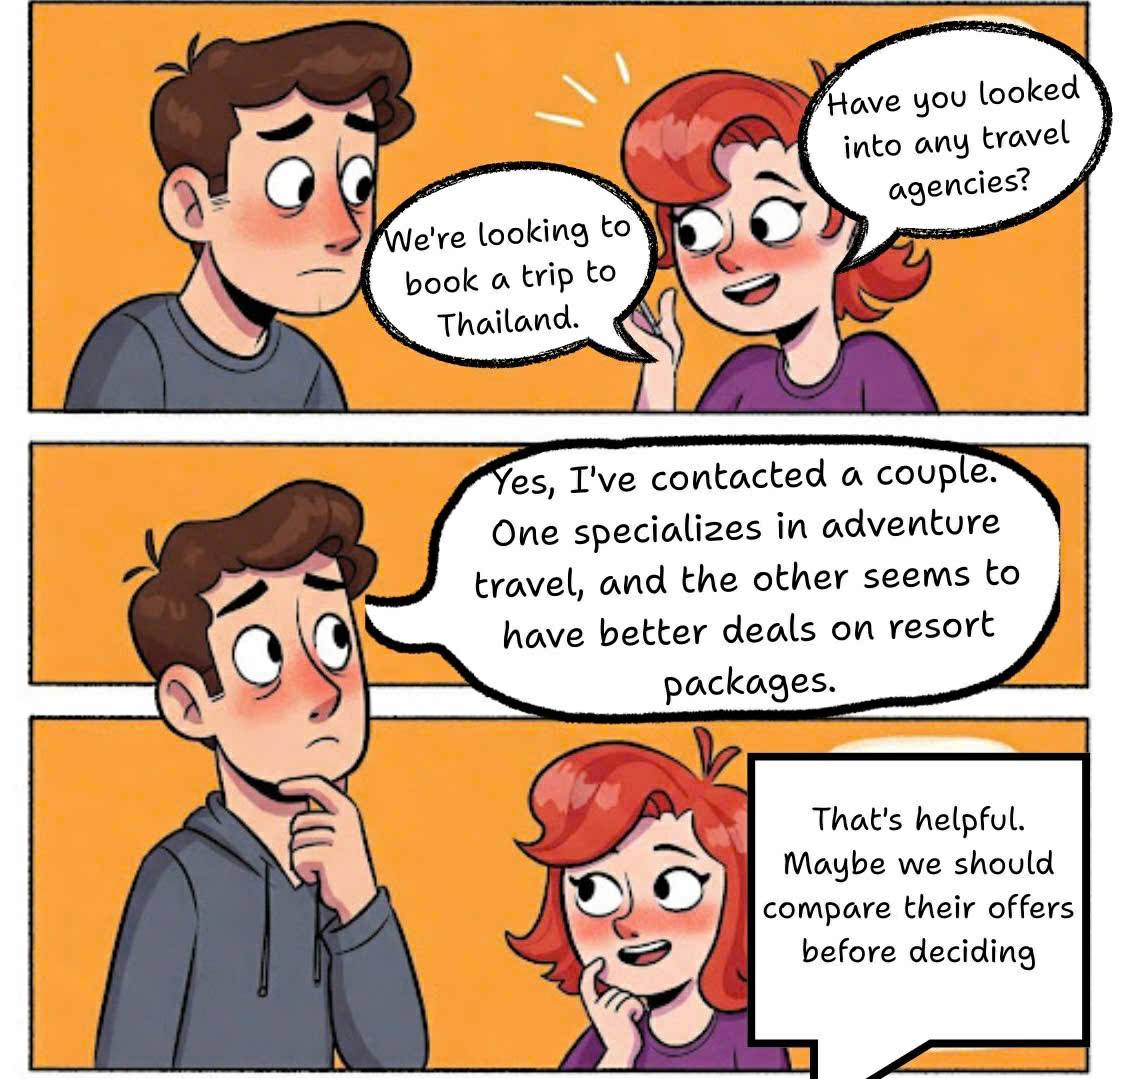 We're looking to
book a trip to
Thailand.
Have you looked
into any travel
agencies?
Yes, I've contacted a couple.
One specializes in adventure
travel, and the other seems to
have better deals on resort
packages.
That's helpful.
Maybe we should
compare their offers
before deciding